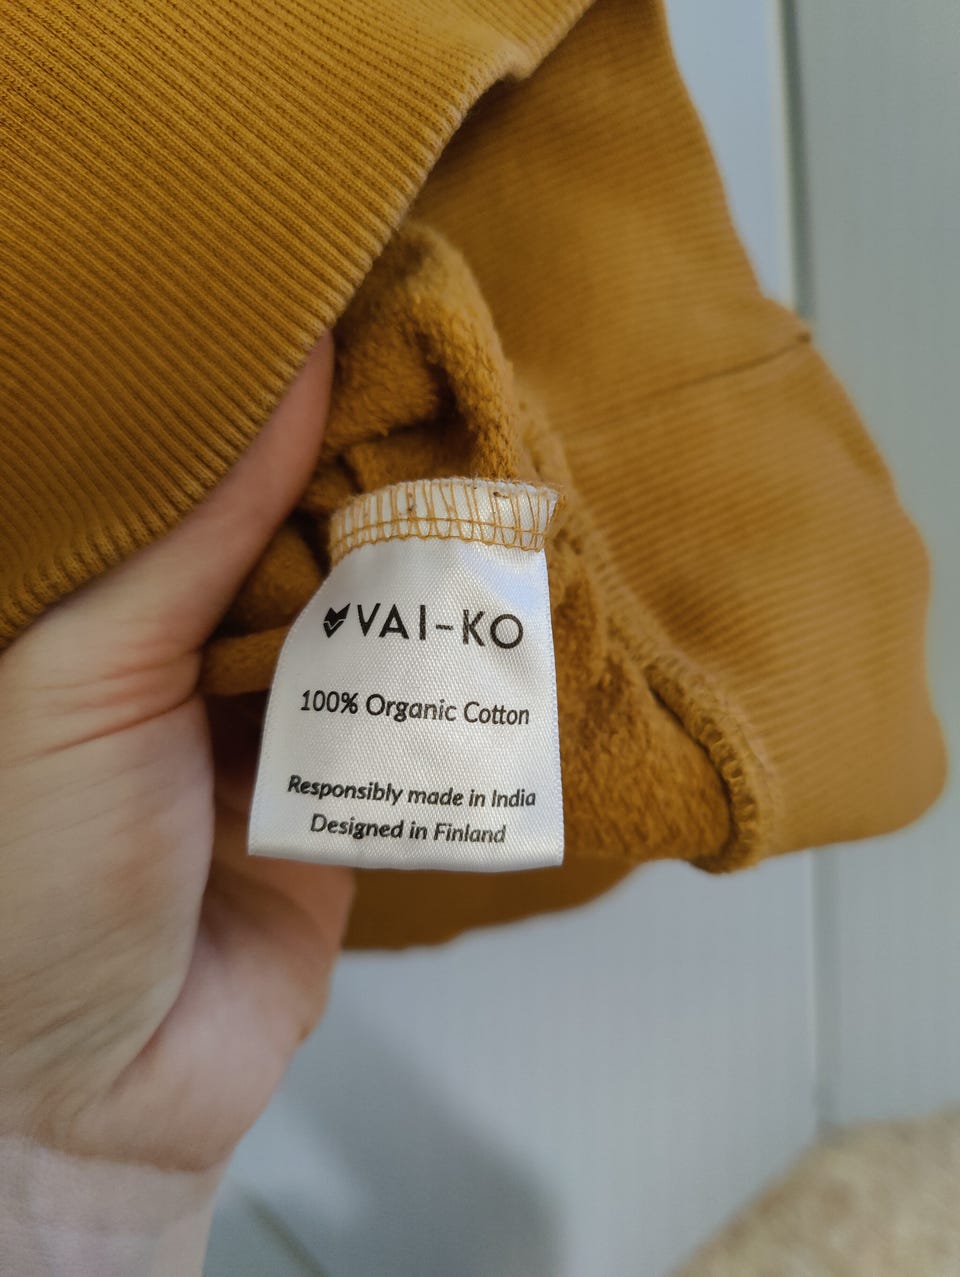 VAI-KO
100% Organic Cotton
Responsibly made in India
Designed in Finland